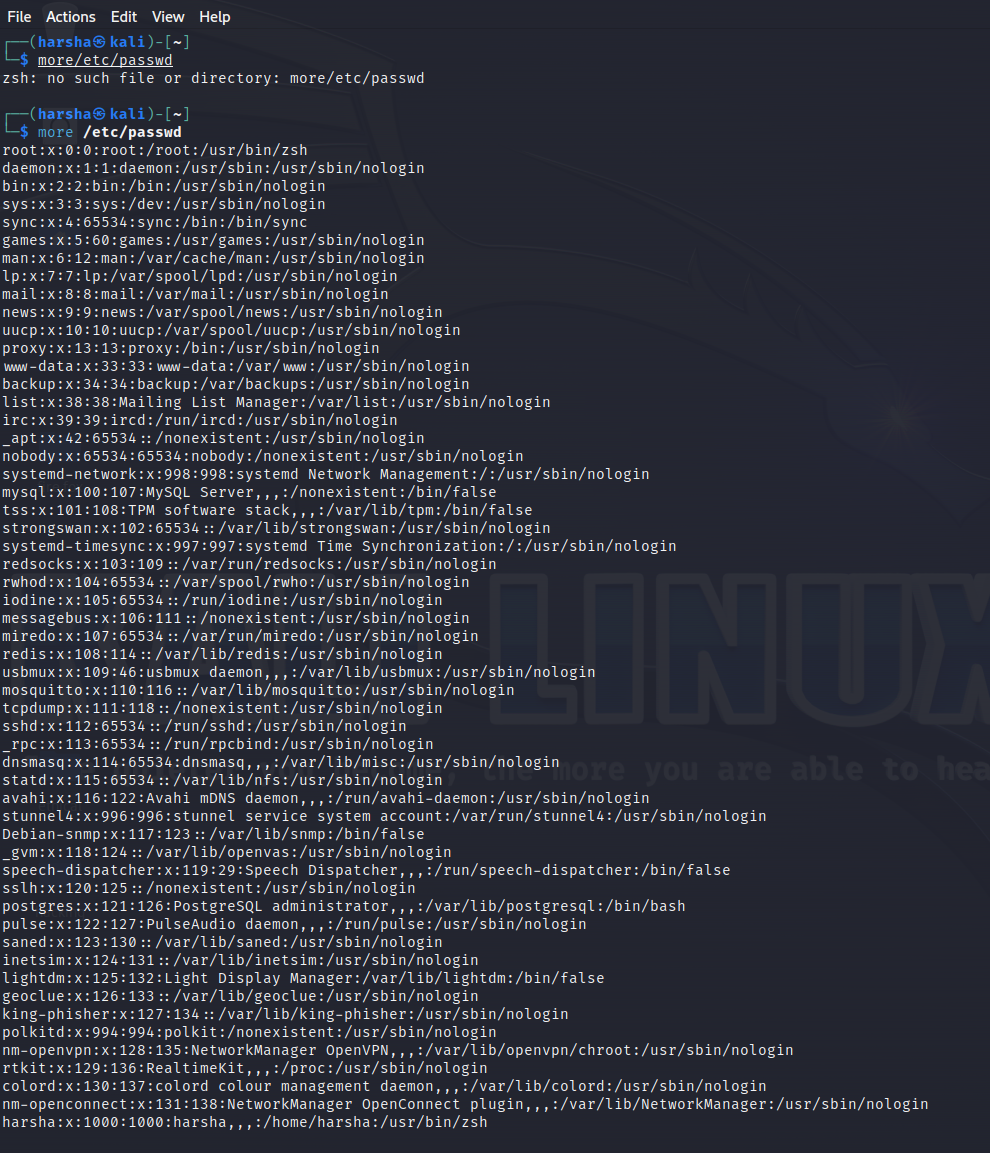 File Actions Edit View Help
┌──(harsha㉿kali)-[~]
└─$ more/etc/passwd
zsh: no such file or directory: more/etc/passwd
┌──(harsha㉿kali)-[~]
└─$ more /etc/passwd
root:x:0:0:root:/root:/usr/bin/zsh
daemon:x:1:1:daemon:/usr/sbin:/usr/sbin/nologin
bin:x:2:2:bin:/bin:/usr/sbin/nologin
sys:x:3:3:sys:/dev:/usr/sbin/nologin
sync:x:4:65534:sync:/bin:/bin/sync
games:x:5:60:games:/usr/games:/usr/sbin/nologin
man:x:6:12:man:/var/cache/man:/usr/sbin/nologin
lp:x:7:7:lp:/var/spool/lpd:/usr/sbin/nologin
mail:x:8:8:mail:/var/mail:/usr/sbin/nologin
news:x:9:9:news:/var/spool/news:/usr/sbin/nologin
uucp:x:10:10:uucp:/var/spool/uucp:/usr/sbin/nologin
proxy:x:13:13:proxy:/bin:/usr/sbin/nologin
www-data:x:33:33:www-data:/var/www:/usr/sbin/nologin
backup:x:34:34:backup:/var/backups:/usr/sbin/nologin
list:x:38:38:Mailing List Manager:/var/list:/usr/sbin/nologin
irc:x:39:39:ircd:/run/ircd:/usr/sbin/nologin
_apt:x:42:65534::/nonexistent:/usr/sbin/nologin
nobody:x:65534:65534:nobody:/nonexistent:/usr/sbin/nologin
systemd-network:x:998:998:systemd Network Management:/:/usr/sbin/nologin
mysql:x:100:107:MySQL Server,,,:/nonexistent:/bin/false
tss:x:101:108:TPM software stack,,,:/var/lib/tpm:/bin/false
strongswan:x:102:65534::/var/lib/strongswan:/usr/sbin/nologin
systemd-timesync:x:997:997:systemd Time Synchronization:/:/usr/sbin/nologin
redsocks:x:103:109::/var/run/redsocks:/usr/sbin/nologin
rwhod:x:104:65534::/var/spool/rwho:/usr/sbin/nologin
iodine:x:105:65534::/run/iodine:/usr/sbin/nologin
messagebus:x:106:111::/nonexistent:/usr/sbin/nologin
miredo:x:107:65534::/var/run/miredo:/usr/sbin/nologin
redis:x:108:114::/var/lib/redis:/usr/sbin/nologin
usbmux:x:109:46:usbmux daemon,,,:/var/lib/usbmux:/usr/sbin/nologin
mosquitto:x:110:116::/var/lib/mosquitto:/usr/sbin/nologin
tcpdump:x:111:118::/nonexistent:/usr/sbin/nologin
sshd:x:112:65534::/run/sshd:/usr/sbin/nologin
_rpc:x:113:65534::/run/rpcbind:/usr/sbin/nologin
dnsmasq:x:114:65534:dnsmasq,,,:/var/lib/misc:/usr/sbin/nologin
statd:x:115:65534::/var/lib/nfs:/usr/sbin/nologin
avahi:x:116:122:Avahi mDNS daemon,,,:/run/avahi-daemon:/usr/sbin/nologin
stunnel4:x:996:996:stunnel service system account:/var/run/stunnel4:/usr/sbin/nologin
Debian-snmp:x:117:123::/var/lib/snmp:/bin/false
_gvm:x:118:124::/var/lib/openvas:/usr/sbin/nologin
speech-dispatcher:x:119:29:Speech Dispatcher,,,:/run/speech-dispatcher:/bin/false
sslh:x:120:125::/nonexistent:/usr/sbin/nologin
postgres:x:121:126:PostgreSQL administrator,,,:/var/lib/postgresql:/bin/bash
pulse:x:122:127:PulseAudio daemon,,,:/run/pulse:/usr/sbin/nologin
saned:x:123:130::/var/lib/saned:/usr/sbin/nologin
inetsim:x:124:131::/var/lib/inetsim:/usr/sbin/nologin
lightdm:x:125:132:Light Display Manager:/var/lib/lightdm:/bin/false
geoclue:x:126:133::/var/lib/geoclue:/usr/sbin/nologin
king-phisher:x:127:134::/var/lib/king-phisher:/usr/sbin/nologin
polkitd:x:994:994:polkit:/nonexistent:/usr/sbin/nologin
nm-openvpn:x:128:135:NetworkManager OpenVPN,,,:/var/lib/openvpn/chroot:/usr/sbin/nologin
rtkit:x:129:136:RealtimeKit,,,:/proc:/usr/sbin/nologin
colord:x:130:137:colord colour management daemon,,,:/var/lib/colord:/usr/sbin/nologin
nm-openconnect:x:131:138:NetworkManager OpenConnect plugin,,,:/var/lib/NetworkManager:/usr/sbin/nologin
harsha:x:1000:1000:harsha,,,:/home/harsha:/usr/bin/zsh
LINUX
the more you are able to hea